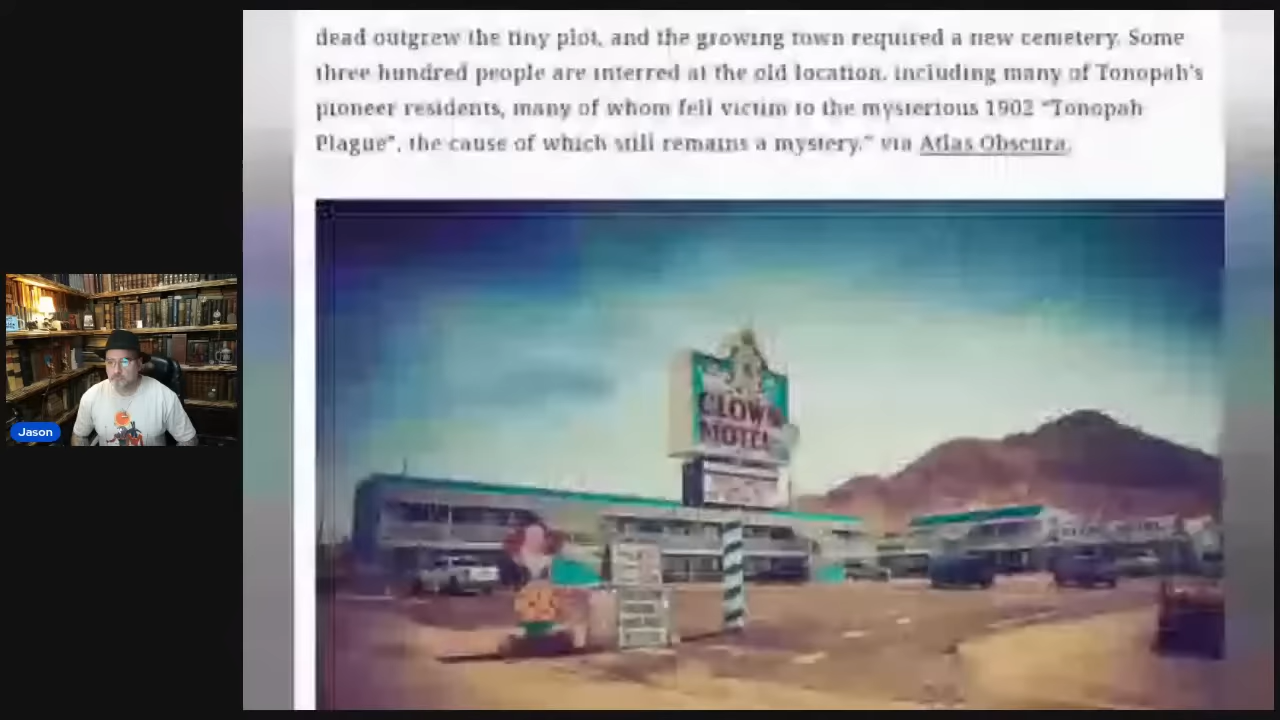 dead outgrew the tiny plot, and the growing town required a new cemetery. Some
three hundred people are interred at the old location, including many of Tonopah's
pioneer residents, many of whom fell victim to the mysterious 1902 “Tonopah
Plague”, the cause of which still remains a mystery.” via Atlas Obscura.
CLOWN
MOTEL
Jason